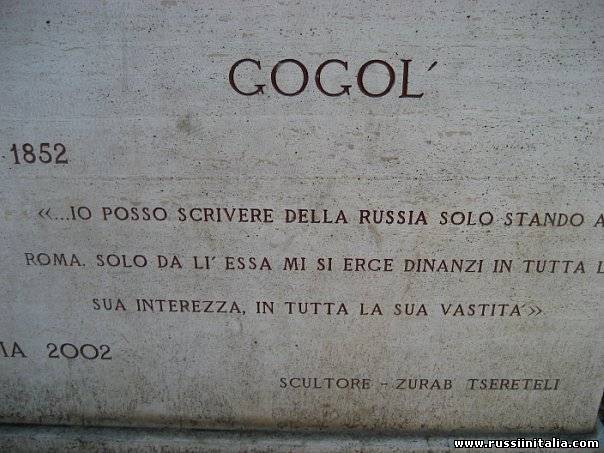 GOGOL´
1852
«...IO POSSO SCRIVERE DELLA RUSSIA SOLO STANDO A
ROMA. SOLO DA LI´ ESSA MI SI ERGE DINANZI IN TUTTA L
SUA INTEREZZA, IN TUTTA LA SUA VASTITA´»
MA 2002
SCULTORE - ZURAB TSERETELI
www.russiinitalia.com